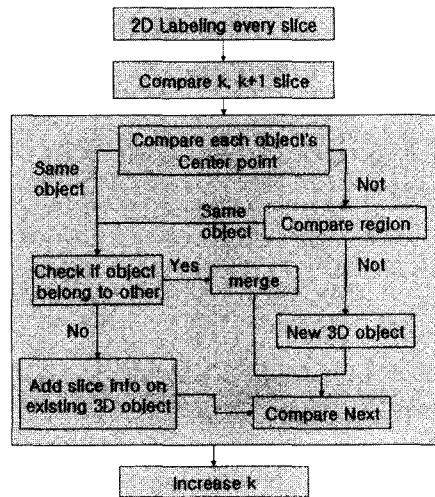 2D Labeling every slice
Compare k, k+1 slice
Compare each object's
Center point
Same
object
Not
Same
object
Compare region
Check if object
belong to other
Yes
merge
Not
No
New 3D object
Add slice info on
existing 3D object
Compare Next
Increase k